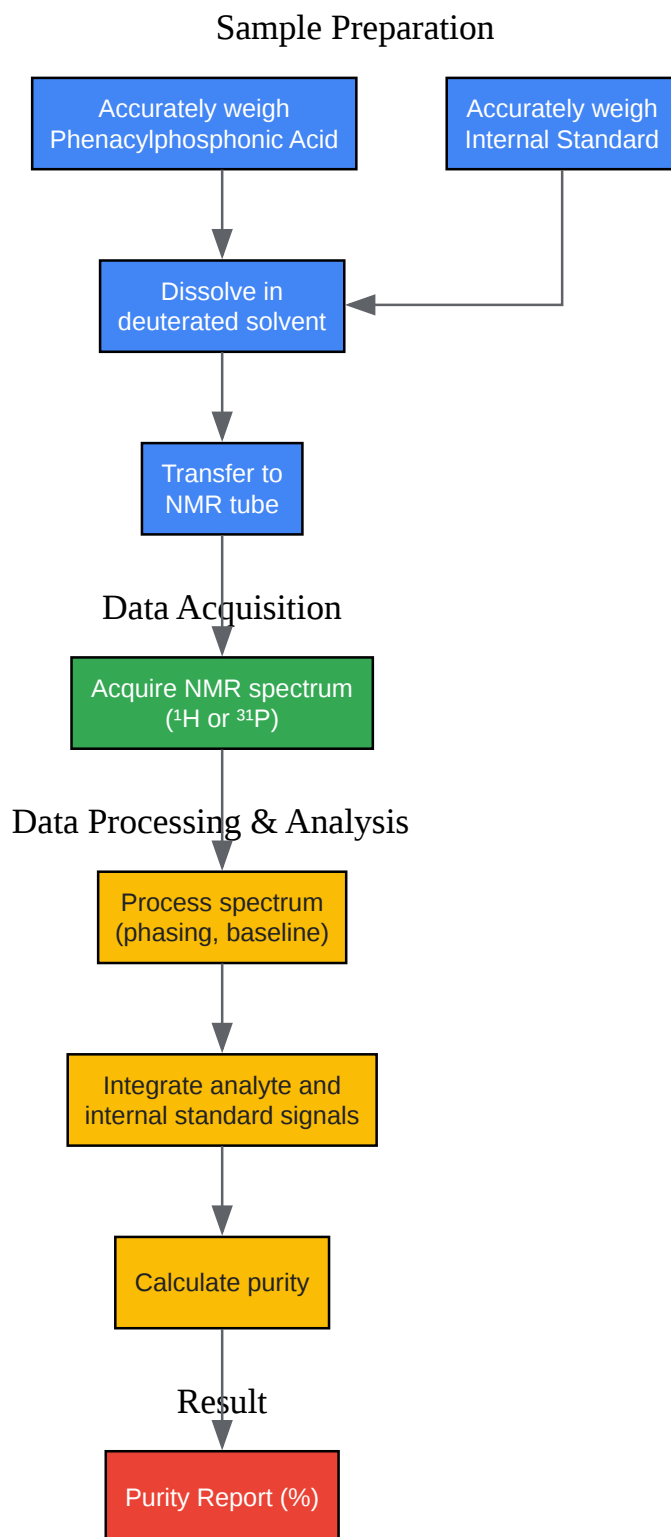 Sample Preparation
Accurately weigh
Phenacylphosphonic Acid
Accurately weigh
Internal Standard
Dissolve in
deuterated solvent
Transfer to
NMR tube
Data Acquisition
Acquire NMR spectrum
(¹H or ³¹P)
Data Processing & Analysis
Process spectrum
(phasing, baseline)
Integrate analyte and
internal standard signals
Calculate purity
Result
Purity Report (%)